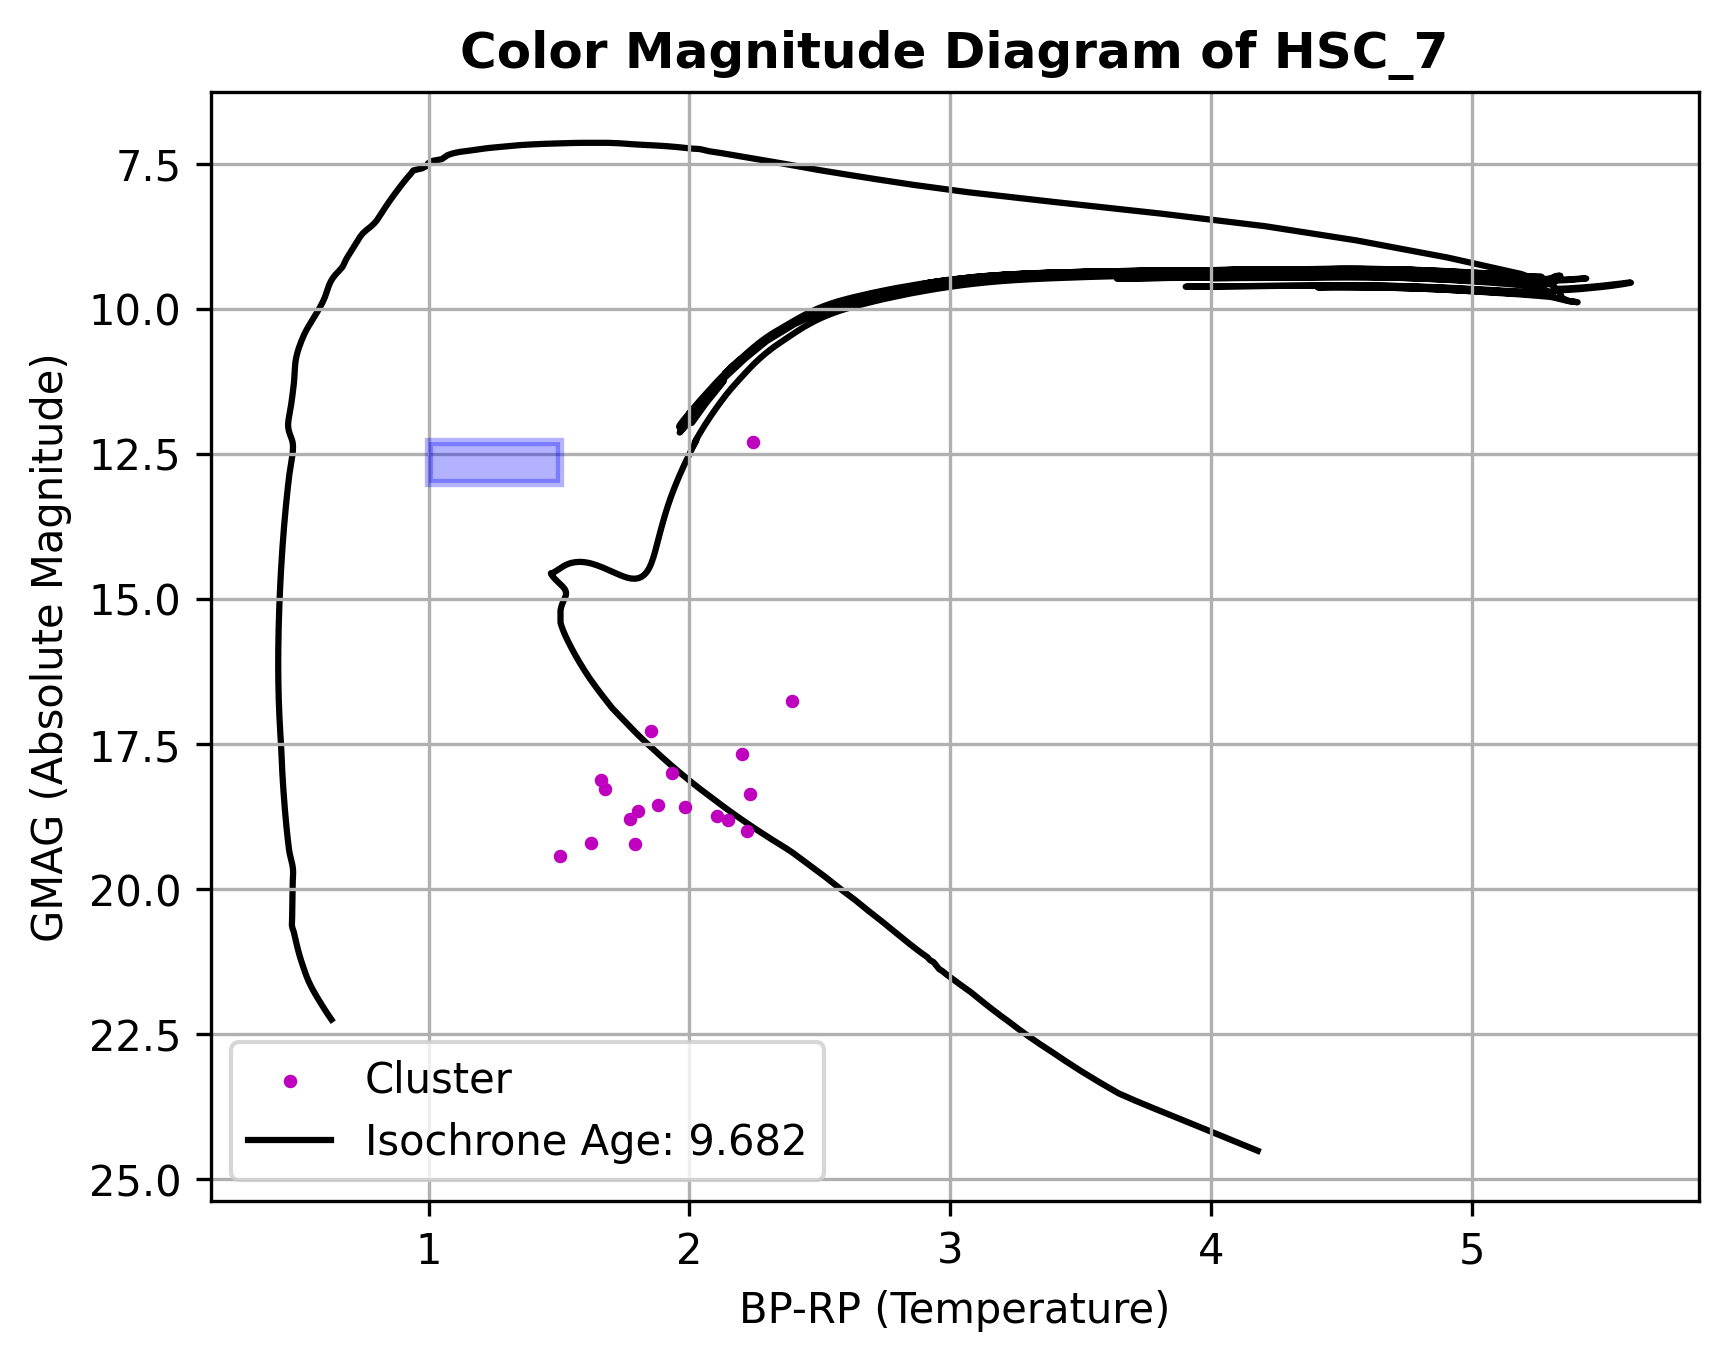 Color Magnitude Diagram of HSC_7
GMAG (Absolute Magnitude)
7.5
10.0
12.5
15.0
17.5
20.0
22.5
25.0
Cluster
Isochrone Age: 9.682
1 2 3 4 5
BP-RP (Temperature)